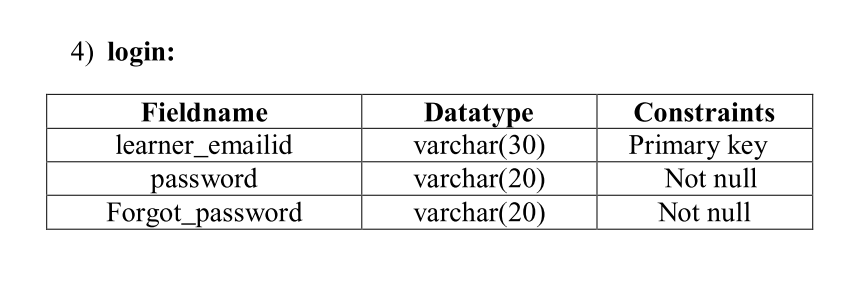 4) login:
Fieldname Datatype Constraints
learner_emailid varchar(30) Primary key
password varchar(20) Not null
Forgot_password varchar(20) Not null